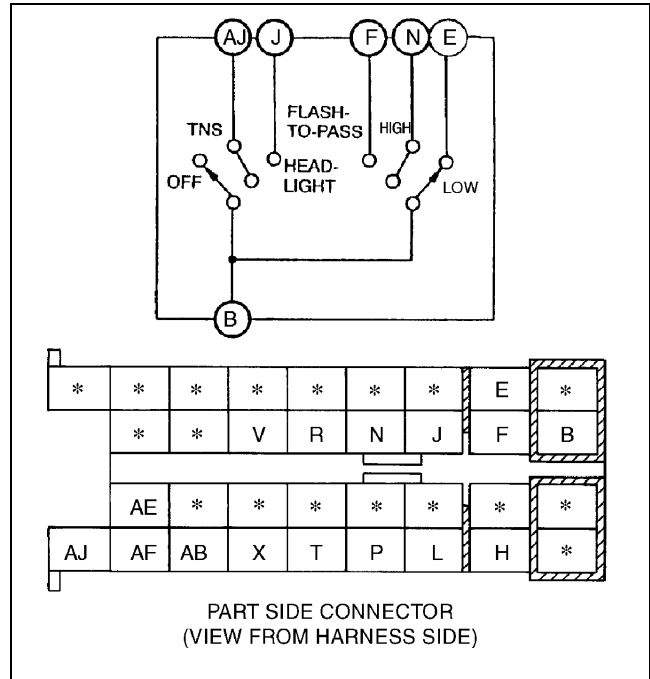 AJ J F N E
FLASH-
TNS TO-PASS HIGH
HEAD-
OFF LIGHT LOW
B
* * * * * * * E *
* * V R N J F B
AE * * * * * * *
AJ AF AB X T P L H *
PART SIDE CONNECTOR
(VIEW FROM HARNESS SIDE)